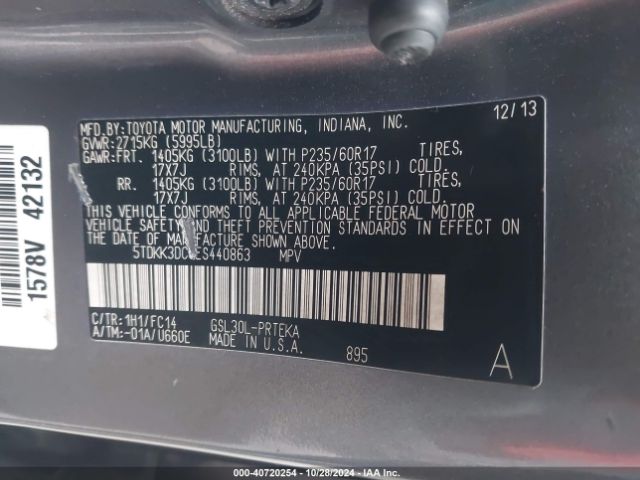 MFD.BY:TOYOTA MOTOR MANUFACTURING, INDIANA, INC. 12/13
GVWR:2715KG (5995LB)
GAWR:FRT. 1405KG (3100LB) WITH P235/60R17 TIRES,
17X7J RIMS, AT 240KPA (35PSI) COLD.
RR. 1405KG (3100LB) WITH P235/60R17 TIRES,
17X7J RIMS, AT 240KPA (35PSI) COLD.
THIS VEHICLE CONFORMS TO ALL APPLICABLE FEDERAL MOTOR
VEHICLE SAFETY AND THEFT PREVENTION STANDARDS IN EFFECT ON
THE DATE OF MANUFACTURE SHOWN ABOVE.
MPV
C/TR:1H1/FC14 GSL30L-PRTEKA
A/TM:-01A/U660E MADE IN U.S.A. 895
A
1578V 42132
000-40720254 | 10/28/2024 | IAAI.com